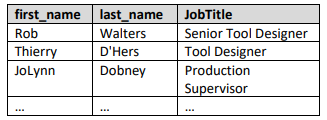 first_name last_name JobTitle
Rob Walters Senior Tool Designer
Thierry D'Hers Tool Designer
JoLynn Dobney Production
Supervisor
... ... ...